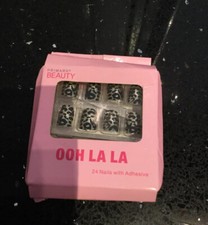 BEAUTY
OOH LA LA
24 Nails with Adhesive